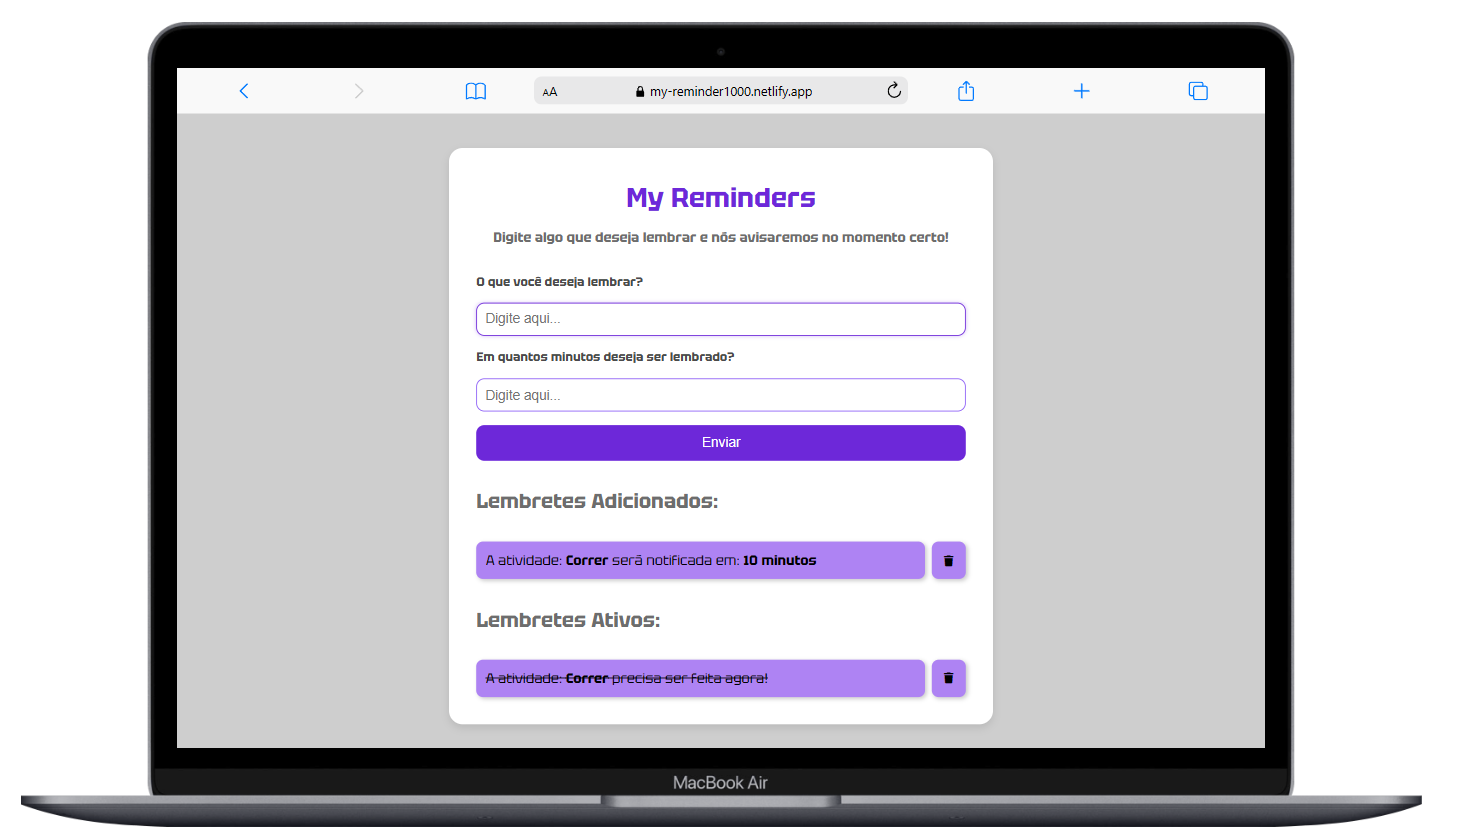 AA
my-reminder1000.netlify.app
My Reminders
Digite algo que deseja lembrar e nós avisaremos no momento certo!
O que você deseja lembrar?
Digite aqui...
Em quantos minutos deseja ser lembrado?
Digite aqui...
Enviar
Lembretes Adicionados:
A atividade: Correr será notificada em: 10 minutos
Lembretes Ativos:
A atividade: Correr precisa ser feita agora!
MacBook Air